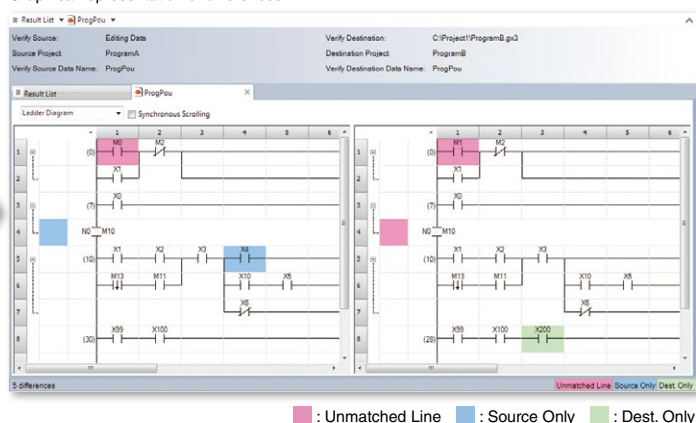 Result List ProgPou
Verify Source: Editing Data Verify Destination: C:\Project1\ProgramB.gx3
Source Project: ProgramA Destination Project: ProgramB
Verify Source Data Name: ProgPou Verify Destination Data Name: ProgPou
Result List ProgPou
Ladder Diagram Synchronous Scrolling
1 2 3 4 5 6 1 2 3 4 5 6
1 (0) M0 M2 1 (0) M1 M2
2 X1 2 X1
3 (7) X0 3 (7) X0
4 N0 M10 4 N0 M10
5 (10) X1 X2 X3 X4 5 (10) X1 X2 X3
6 M13 M11 X10 X5 6 M13 M11 X10 X5
7 X6 7 X6
8 (30) X99 X100 8 (28) X99 X100 X200
5 differences Unmatched Line Source Only Dest. Only
: Unmatched Line : Source Only : Dest. Only